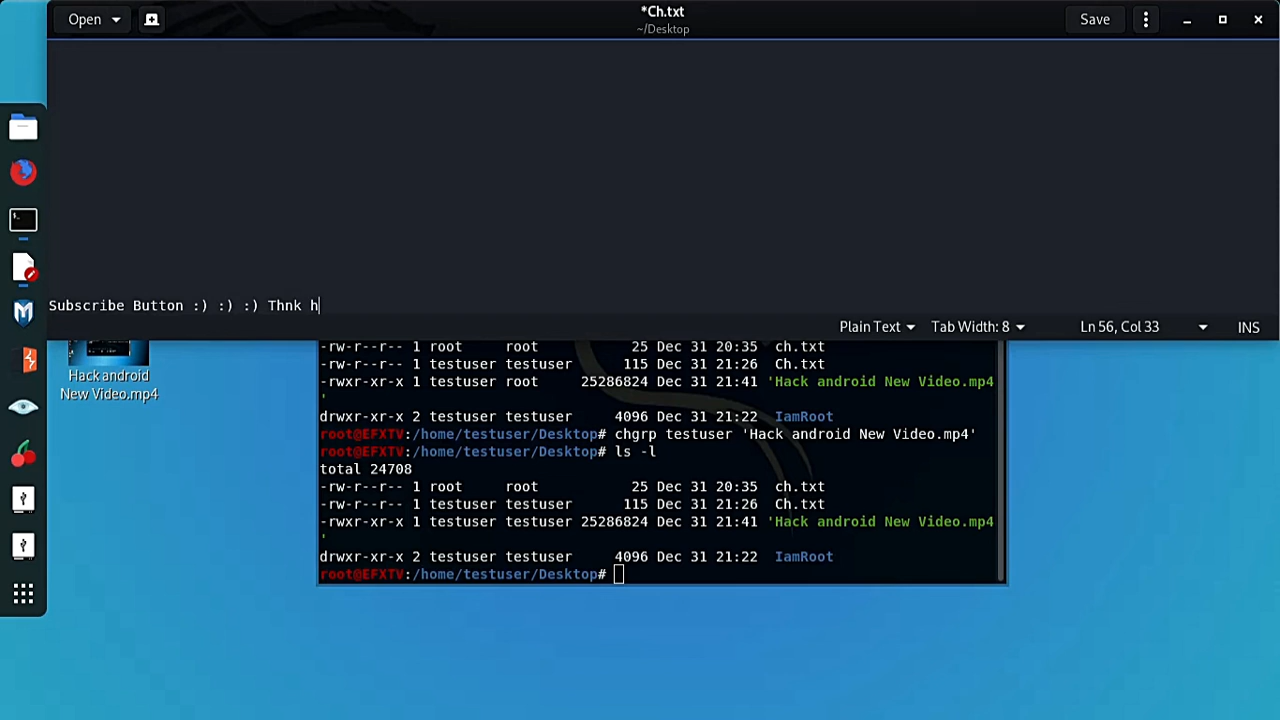 Open
*Ch.txt
~/Desktop
Save
Subscribe Button :) :) :) Thnk h
Plain Text
Tab Width: 8
Ln 56, Col 33
INS
Hack android
New Video.mp4
-rw-r--r-- 1 root     root        25 Dec 31 20:35  ch.txt
-rw-r--r-- 1 testuser testuser      115 Dec 31 21:26  Ch.txt
-rwxr-xr-x 1 testuser root     25286824 Dec 31 21:41 'Hack android New Video.mp4
'
drwxr-xr-x 2 testuser testuser     4096 Dec 31 21:22  IamRoot
root@EFXTV:/home/testuser/Desktop# chgrp testuser 'Hack android New Video.mp4'
root@EFXTV:/home/testuser/Desktop# ls -l
total 24708
-rw-r--r-- 1 root     root           25 Dec 31 20:35  ch.txt
-rw-r--r-- 1 testuser testuser      115 Dec 31 21:26  Ch.txt
-rwxr-xr-x 1 testuser testuser 25286824 Dec 31 21:41 'Hack android New Video.mp4
'
drwxr-xr-x 2 testuser testuser     4096 Dec 31 21:22  IamRoot
root@EFXTV:/home/testuser/Desktop#